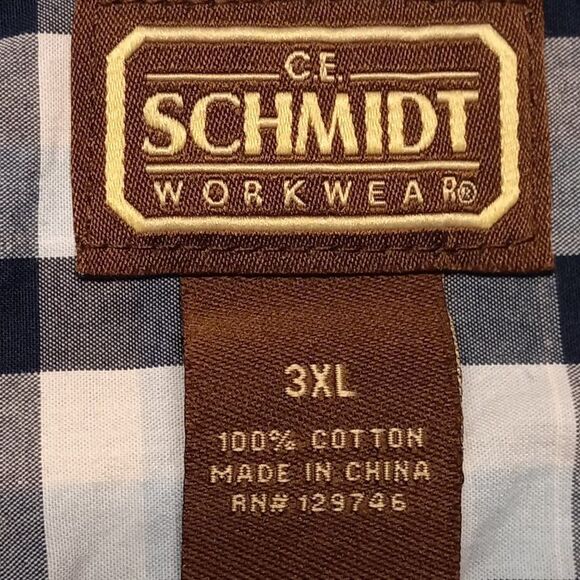 C.E.
SCHMIDT
WORKWEAR®
3XL
100% COTTON
MADE IN CHINA
RN# 129746